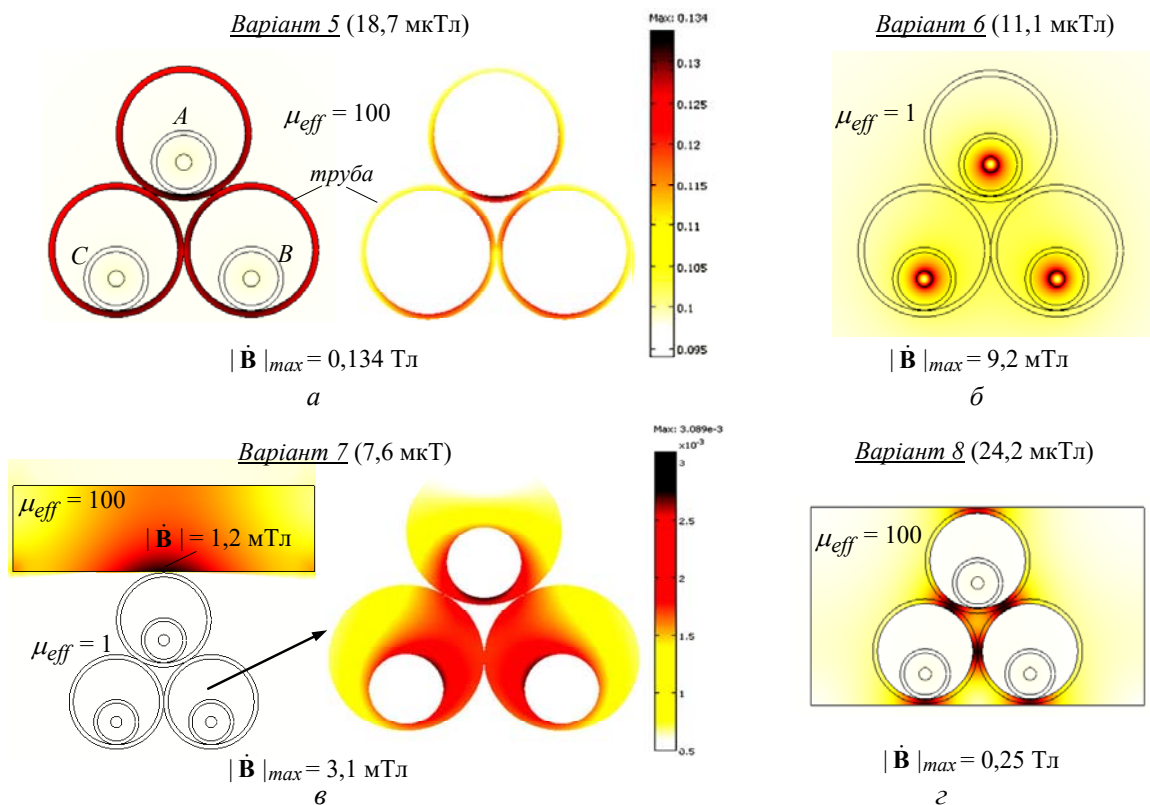 Варіант 5 (18,7 мкТл)
A
μeff = 100
труба
C
B
Max: 0.134
0.13
0.125
0.12
0.115
0.11
0.105
0.1
0.095
| Ḃ |max = 0,134 Тл
а
Варіант 6 (11,1 мкТл)
μeff = 1
| Ḃ |max = 9,2 мТл
б
Варіант 7 (7,6 мкТ)
μeff = 100
| Ḃ | = 1,2 мТл
μeff = 1
Max: 3.089e-3
×10⁻³
3
2.5
2
1.5
1
0.5
| Ḃ |max = 3,1 мТл
в
Варіант 8 (24,2 мкТл)
μeff = 100
| Ḃ |max = 0,25 Тл
г